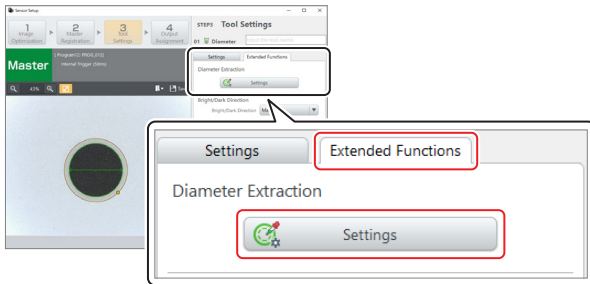 Sensor Setup
1 Image Optimization
2 Master Registration
3 Tool Settings
4 Output Assignment
STEP3 Tool Settings
01 Diameter
Master
Internal Trigger (50ms)
43%
Settings Extended Functions
Diameter Extraction
Settings
Bright/Dark Direction
Bright/Dark Direction
Settings Extended Functions
Diameter Extraction
Settings